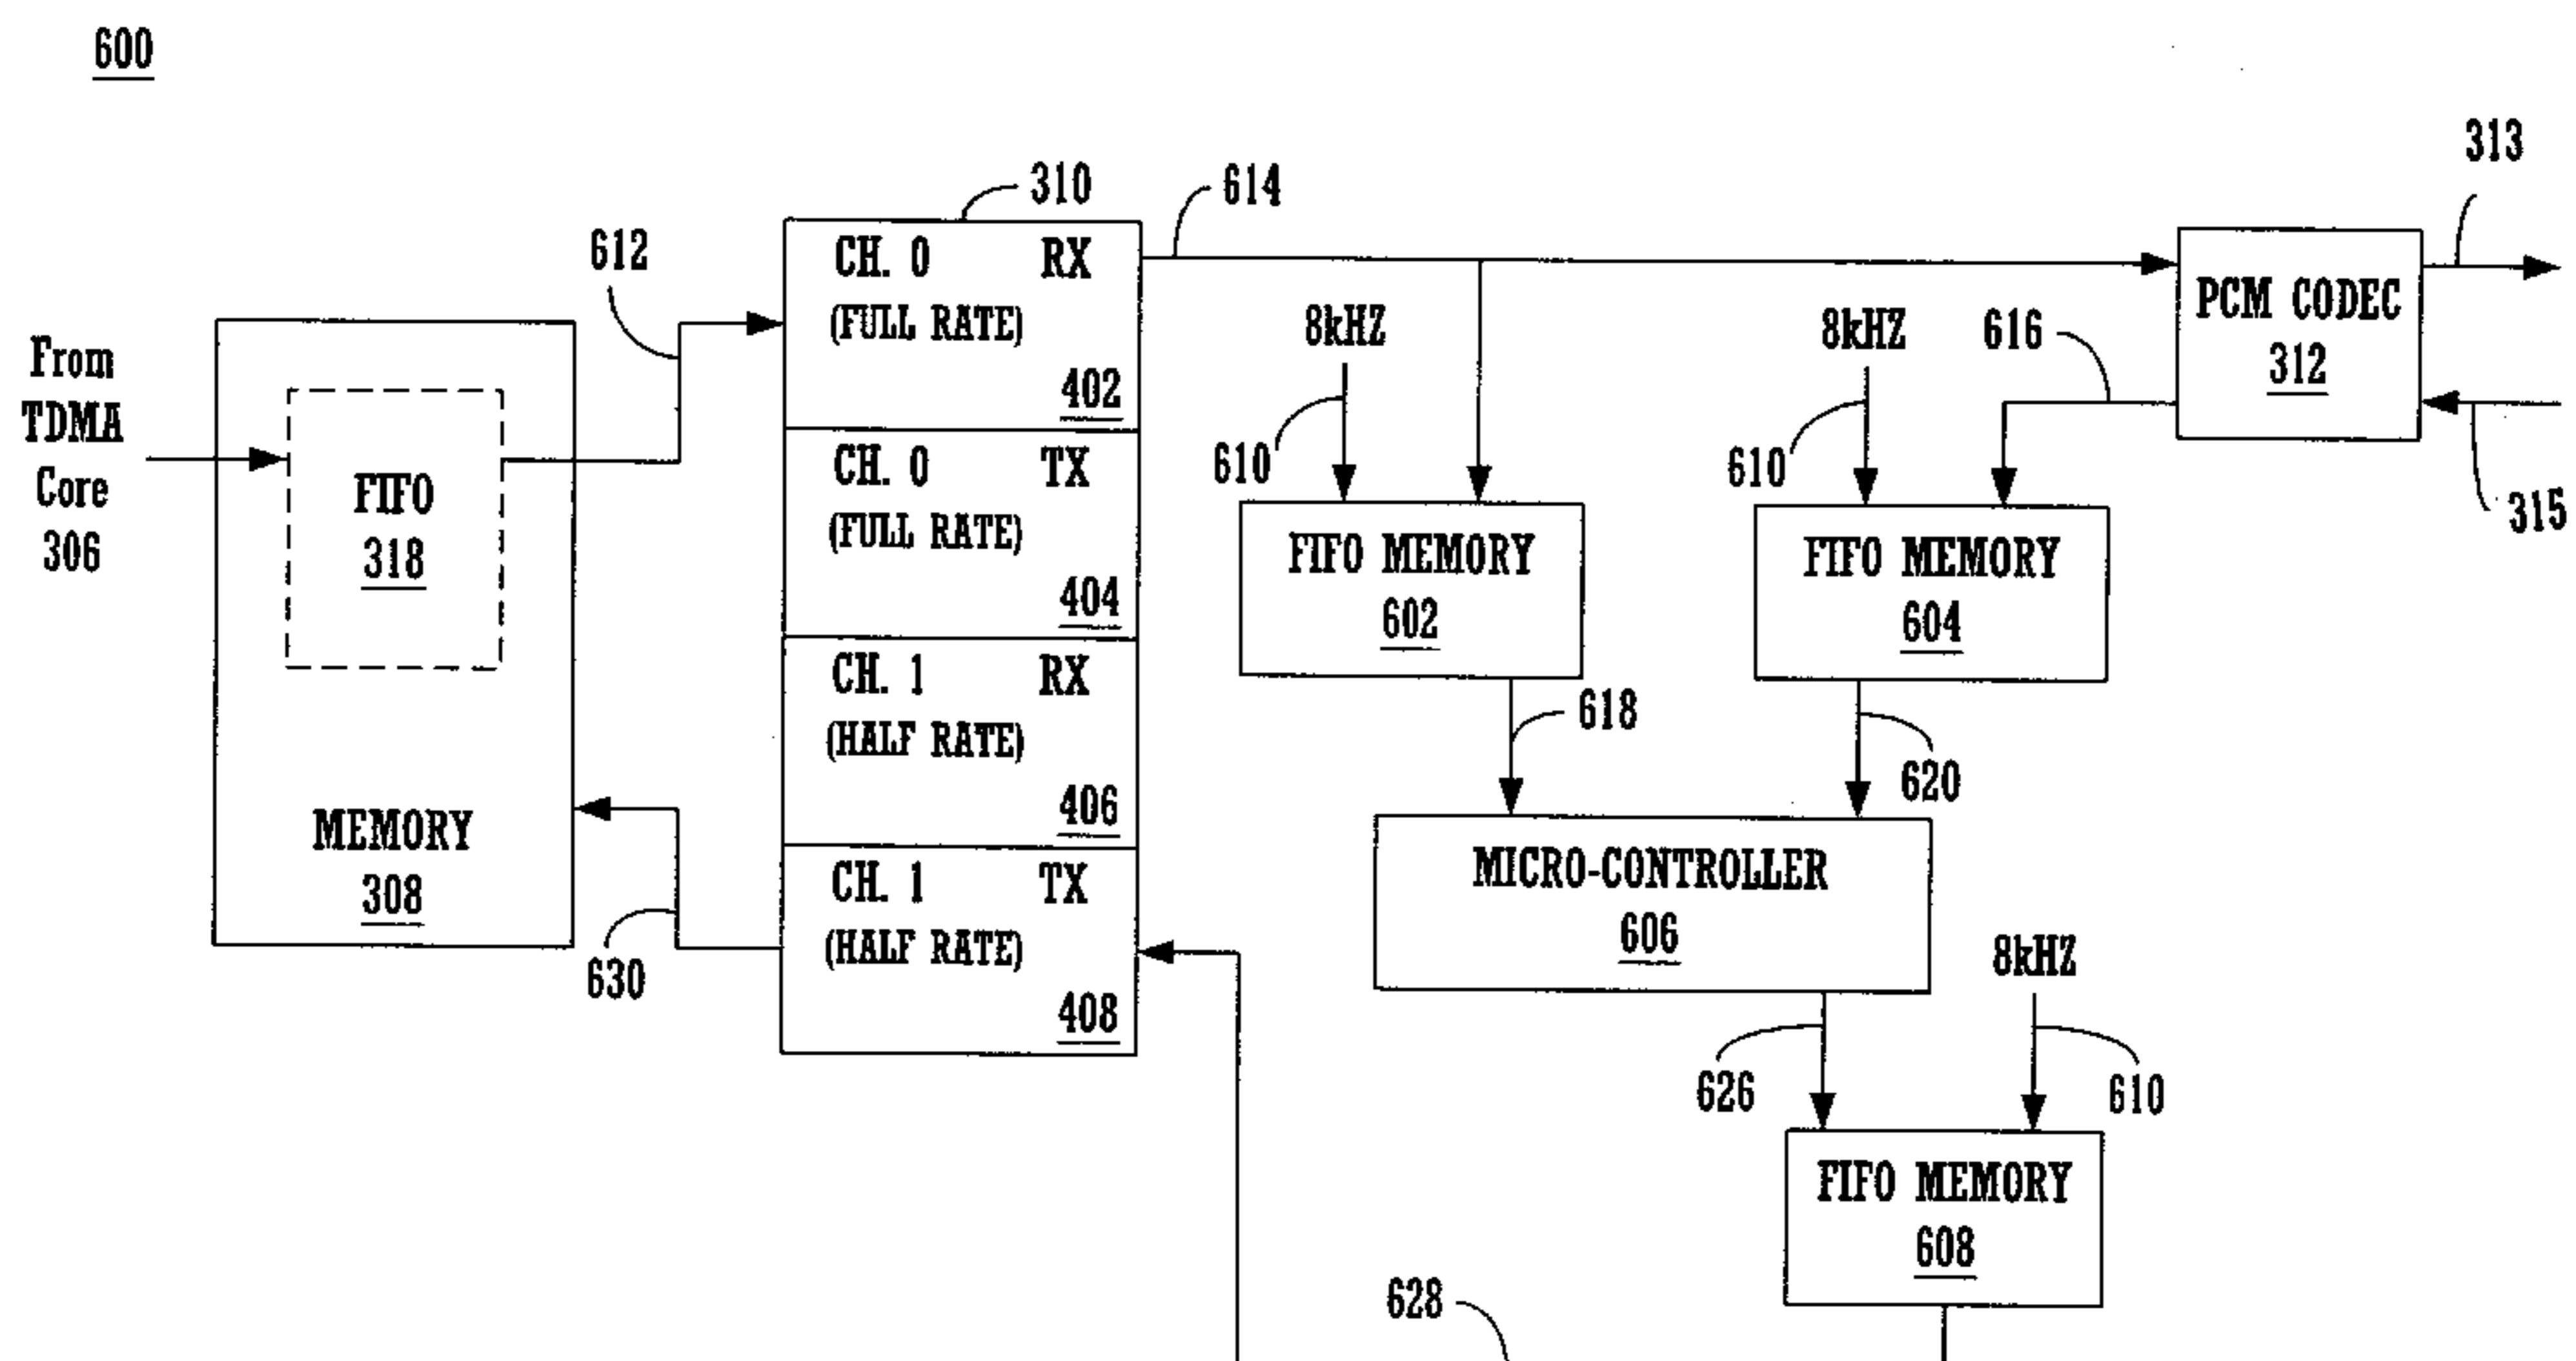 600
From
TDMA
Core
306
FIFO
318
MEMORY
308
612
630
310
CH. 0 RX
(FULL RATE)
402
CH. 0 TX
(FULL RATE)
404
CH. 1 RX
(HALF RATE)
406
CH. 1 TX
(HALF RATE)
408
614
8kHZ
610
FIFO MEMORY
602
618
8kHZ
610
616
FIFO MEMORY
604
620
PCM CODEC
312
313
315
MICRO-CONTROLLER
606
626
8kHZ
610
FIFO MEMORY
608
628